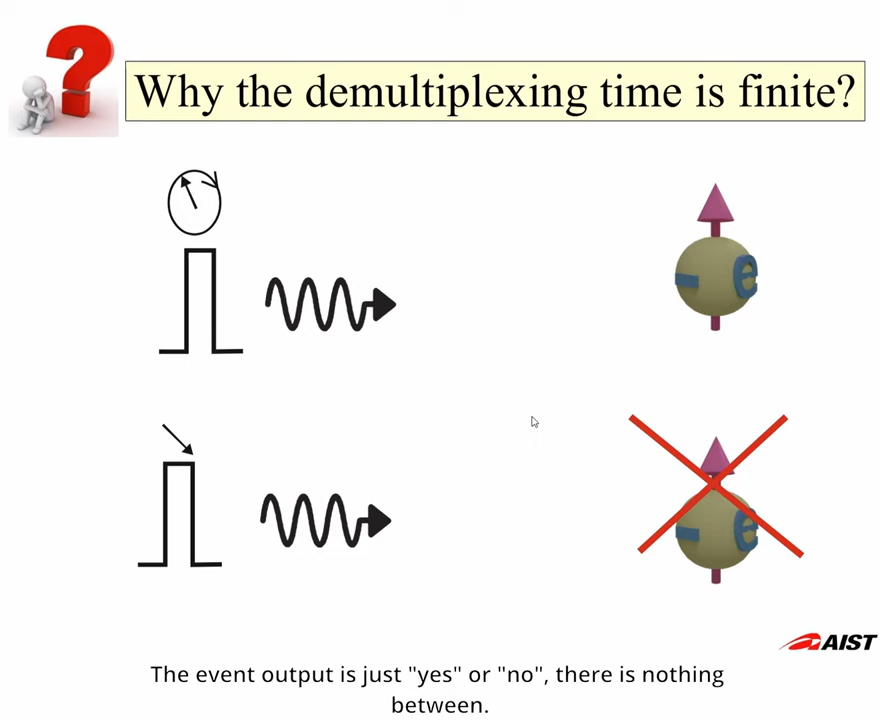 Why the demultiplexing time is finite?
- e
- e
AIST
The event output is just "yes" or "no", there is nothing
between.